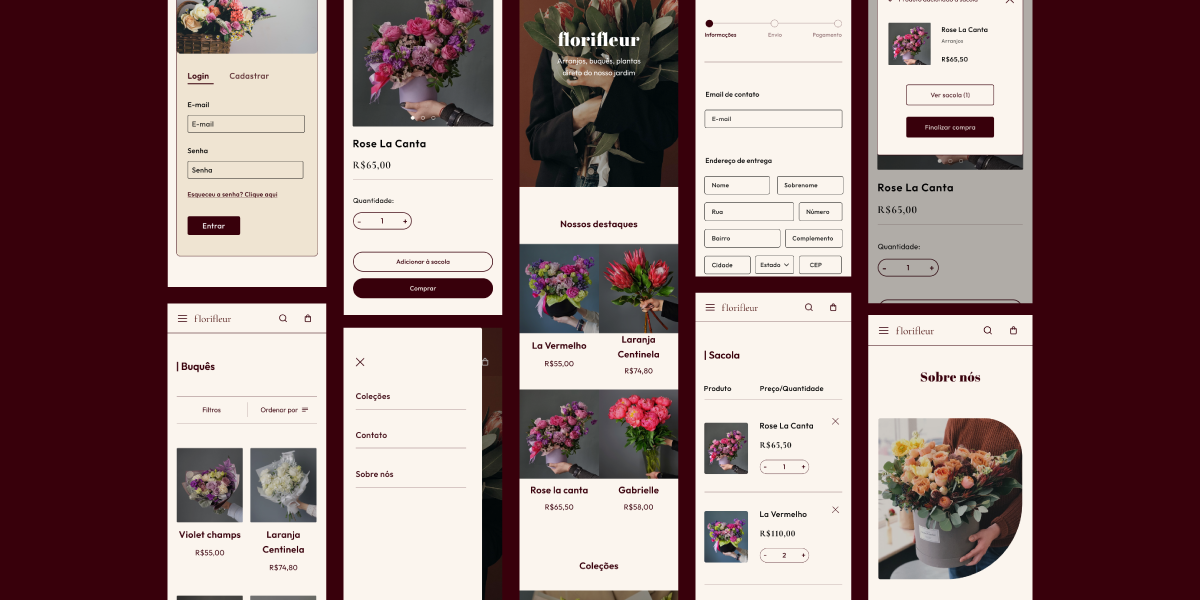 Login
Cadastrar
E-mail
E-mail
Senha
Senha
Esqueceu a senha? Clique aqui
Entrar
florifleur
| Buquês
Filtros
Ordenar por
Violet champs
R$55,00
Laranja
Centinela
R$74,80
Rose La Canta
R$65,00
Quantidade:
- 1 +
Adicionar à sacola
Comprar
Coleções
Contato
Sobre nós
florifleur
Arranjos, buquês, plantas
direto do nosso jardim
Nossos destaques
La Vermelho
R$55,00
Laranja
Centinela
R$74,80
Rose la canta
R$65,50
Gabrielle
R$58,00
Coleções
Informações
Envio
Pagamento
Email de contato
E-mail
Endereço de entrega
Nome
Sobrenome
Rua
Número
Bairro
Complemento
Cidade
Estado
CEP
florifleur
| Sacola
Produto
Preço/Quantidade
Rose La Canta
R$65,50
- 1 +
La Vermelho
R$110,00
- 2 +
Produto adicionado à sacola
Rose La Canta
Arranjos
R$65,50
Ver sacola (1)
Finalizar compra
Rose La Canta
R$65,00
Quantidade:
- 1 +
florifleur
Sobre nós